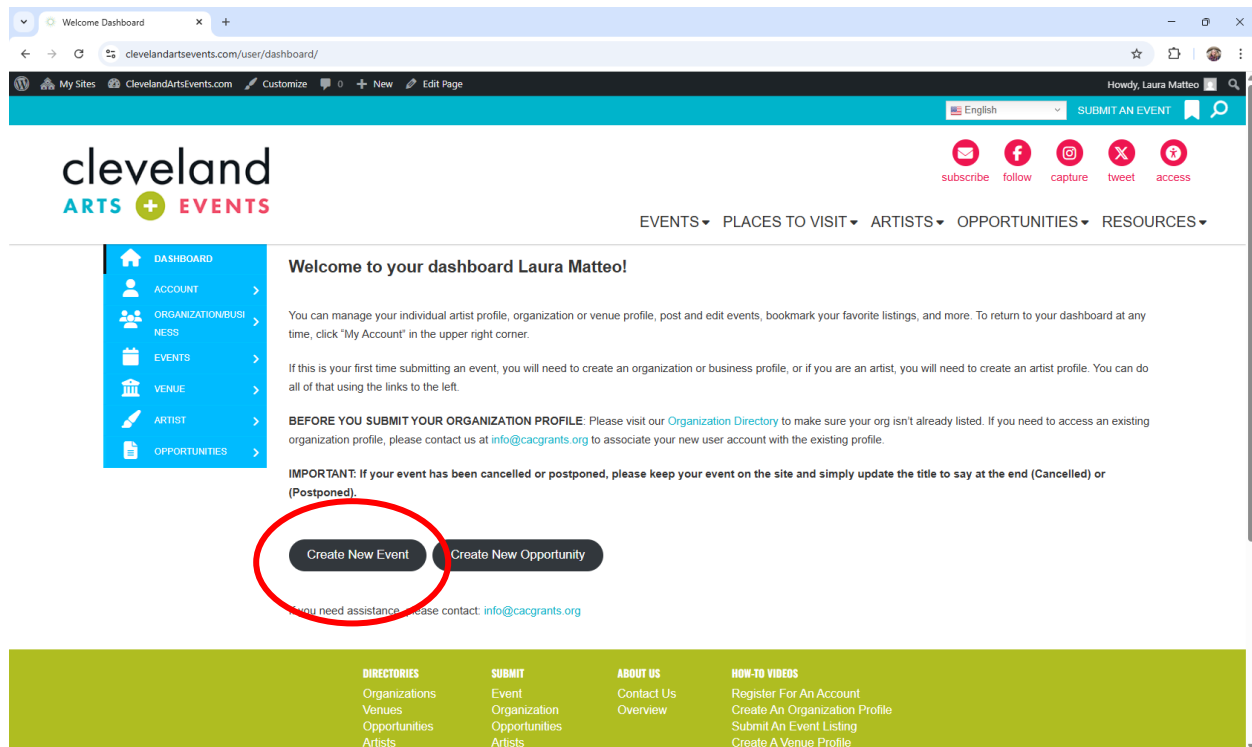 Welcome Dashboard
clevelandartsevents.com/user/dashboard/
My Sites ClevelandArtsEvents.com Customize 0 New Edit Page Howdy, Laura Matteo
English SUBMIT AN EVENT
cleveland
ARTS + EVENTS
subscribe follow capture tweet access
EVENTS PLACES TO VISIT ARTISTS OPPORTUNITIES RESOURCES
DASHBOARD
ACCOUNT
ORGANIZATION/BUSI
NESS
EVENTS
VENUE
ARTIST
OPPORTUNITIES
Welcome to your dashboard Laura Matteo!
You can manage your individual artist profile, organization or venue profile, post and edit events, bookmark your favorite listings, and more. To return to your dashboard at any
time, click “My Account” in the upper right corner.
If this is your first time submitting an event, you will need to create an organization or business profile, or if you are an artist, you will need to create an artist profile. You can do
all of that using the links to the left.
BEFORE YOU SUBMIT YOUR ORGANIZATION PROFILE: Please visit our Organization Directory to make sure your org isn’t already listed. If you need to access an existing
organization profile, please contact us at info@cacgrants.org to associate your new user account with the existing profile.
IMPORTANT: If your event has been cancelled or postponed, please keep your event on the site and simply update the title to say at the end (Cancelled) or
(Postponed).
Create New Event Create New Opportunity
If you need assistance, please contact: info@cacgrants.org
DIRECTORIES SUBMIT ABOUT US HOW-TO VIDEOS
Organizations Event Contact Us Register For An Account
Venues Organization Overview Create An Organization Profile
Opportunities Opportunities Submit An Event Listing
Artists Artists Create A Venue Profile